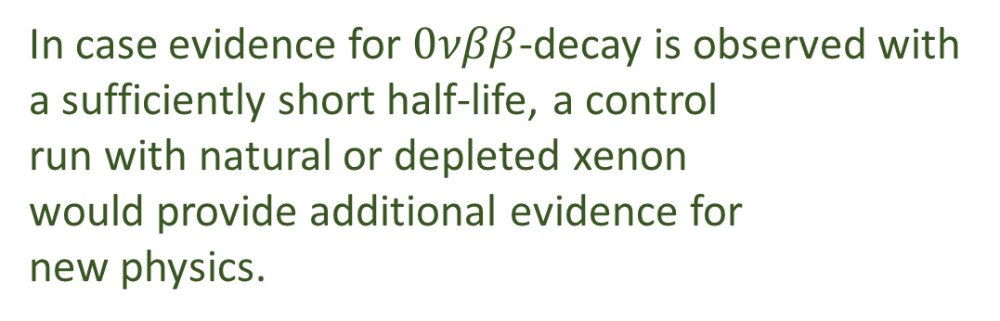 In case evidence for 0νββ-decay is observed with
a sufficiently short half-life, a control
run with natural or depleted xenon
would provide additional evidence for
new physics.